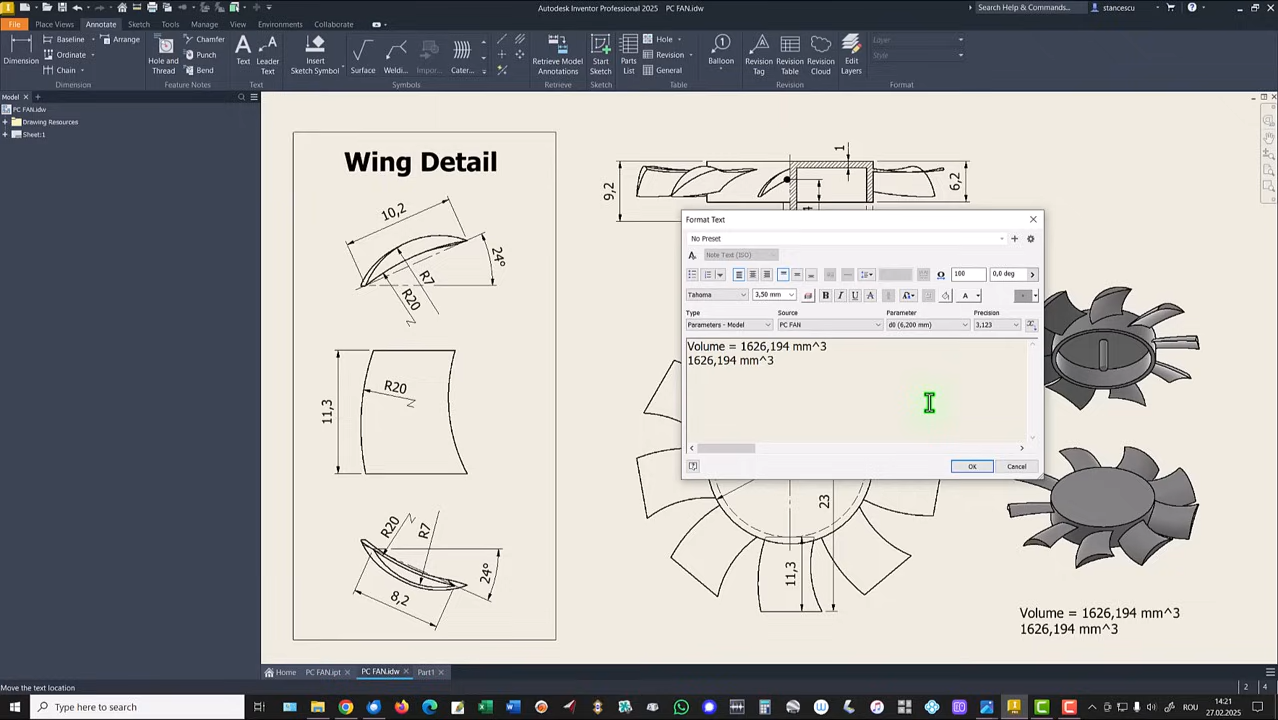 Autodesk Inventor Professional 2025 PC FAN.idw
Search Help & Commands...
stancescu
File Place Views Annotate Sketch Tools Manage View Environments Collaborate
Dimension
Baseline
Ordinate
Chain
Arrange
Dimension
Hole and Thread
Chamfer
Punch
Bend
Feature Notes
Text
Leader Text
Text
Insert Sketch Symbol
Surface
Weldi...
Impor...
Cater...
Symbols
Retrieve Model Annotations
Retrieve
Start Sketch
Sketch
Parts List
Hole
Revision
General
Table
Balloon
Revision Tag
Revision Table
Revision Cloud
Revision
Edit Layers
Layer
Style
Format
Model
PC FAN.idw
Drawing Resources
Sheet:1
Wing Detail
10,2
24°
R7
R20
11,3
R20
R20
R7
24°
8,2
9,2
1
6,2
23
11,3
Format Text
No Preset
Note Text (ISO)
100
0,0 deg
Tahoma
3,50 mm
B I U A
Type Source Parameter Precision
Parameters - Model PC FAN d0 (6,200 mm) 3,123
Volume = 1626,194 mm^3
1626,194 mm^3
OK Cancel
Volume = 1626,194 mm^3
1626,194 mm^3
Home PC FAN.ipt PC FAN.idw Part1
Move the text location
2 4
Type here to search
ROU
14:21
27.02.2025